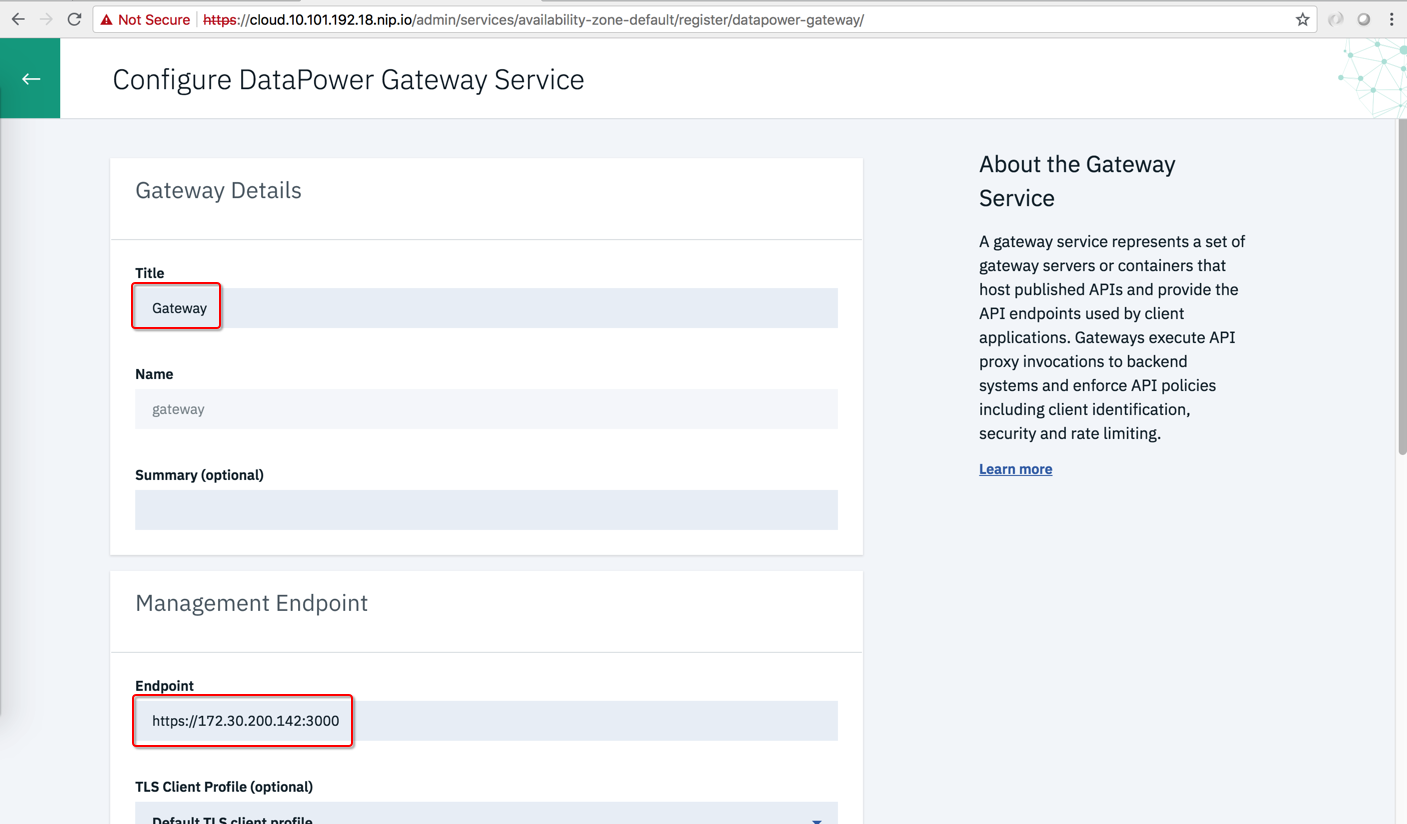 Not Secure
https://cloud.10.101.192.18.nip.io/admin/services/availability-zone-default/register/datapower-gateway/
Configure DataPower Gateway Service
Gateway Details
Title
Gateway
Name
gateway
Summary (optional)
Management Endpoint
Endpoint
https://172.30.200.142:3000
TLS Client Profile (optional)
Default TLS client profile
About the Gateway
Service
A gateway service represents a set of
gateway servers or containers that
host published APIs and provide the
API endpoints used by client
applications. Gateways execute API
proxy invocations to backend
systems and enforce API policies
including client identification,
security and rate limiting.
Learn more